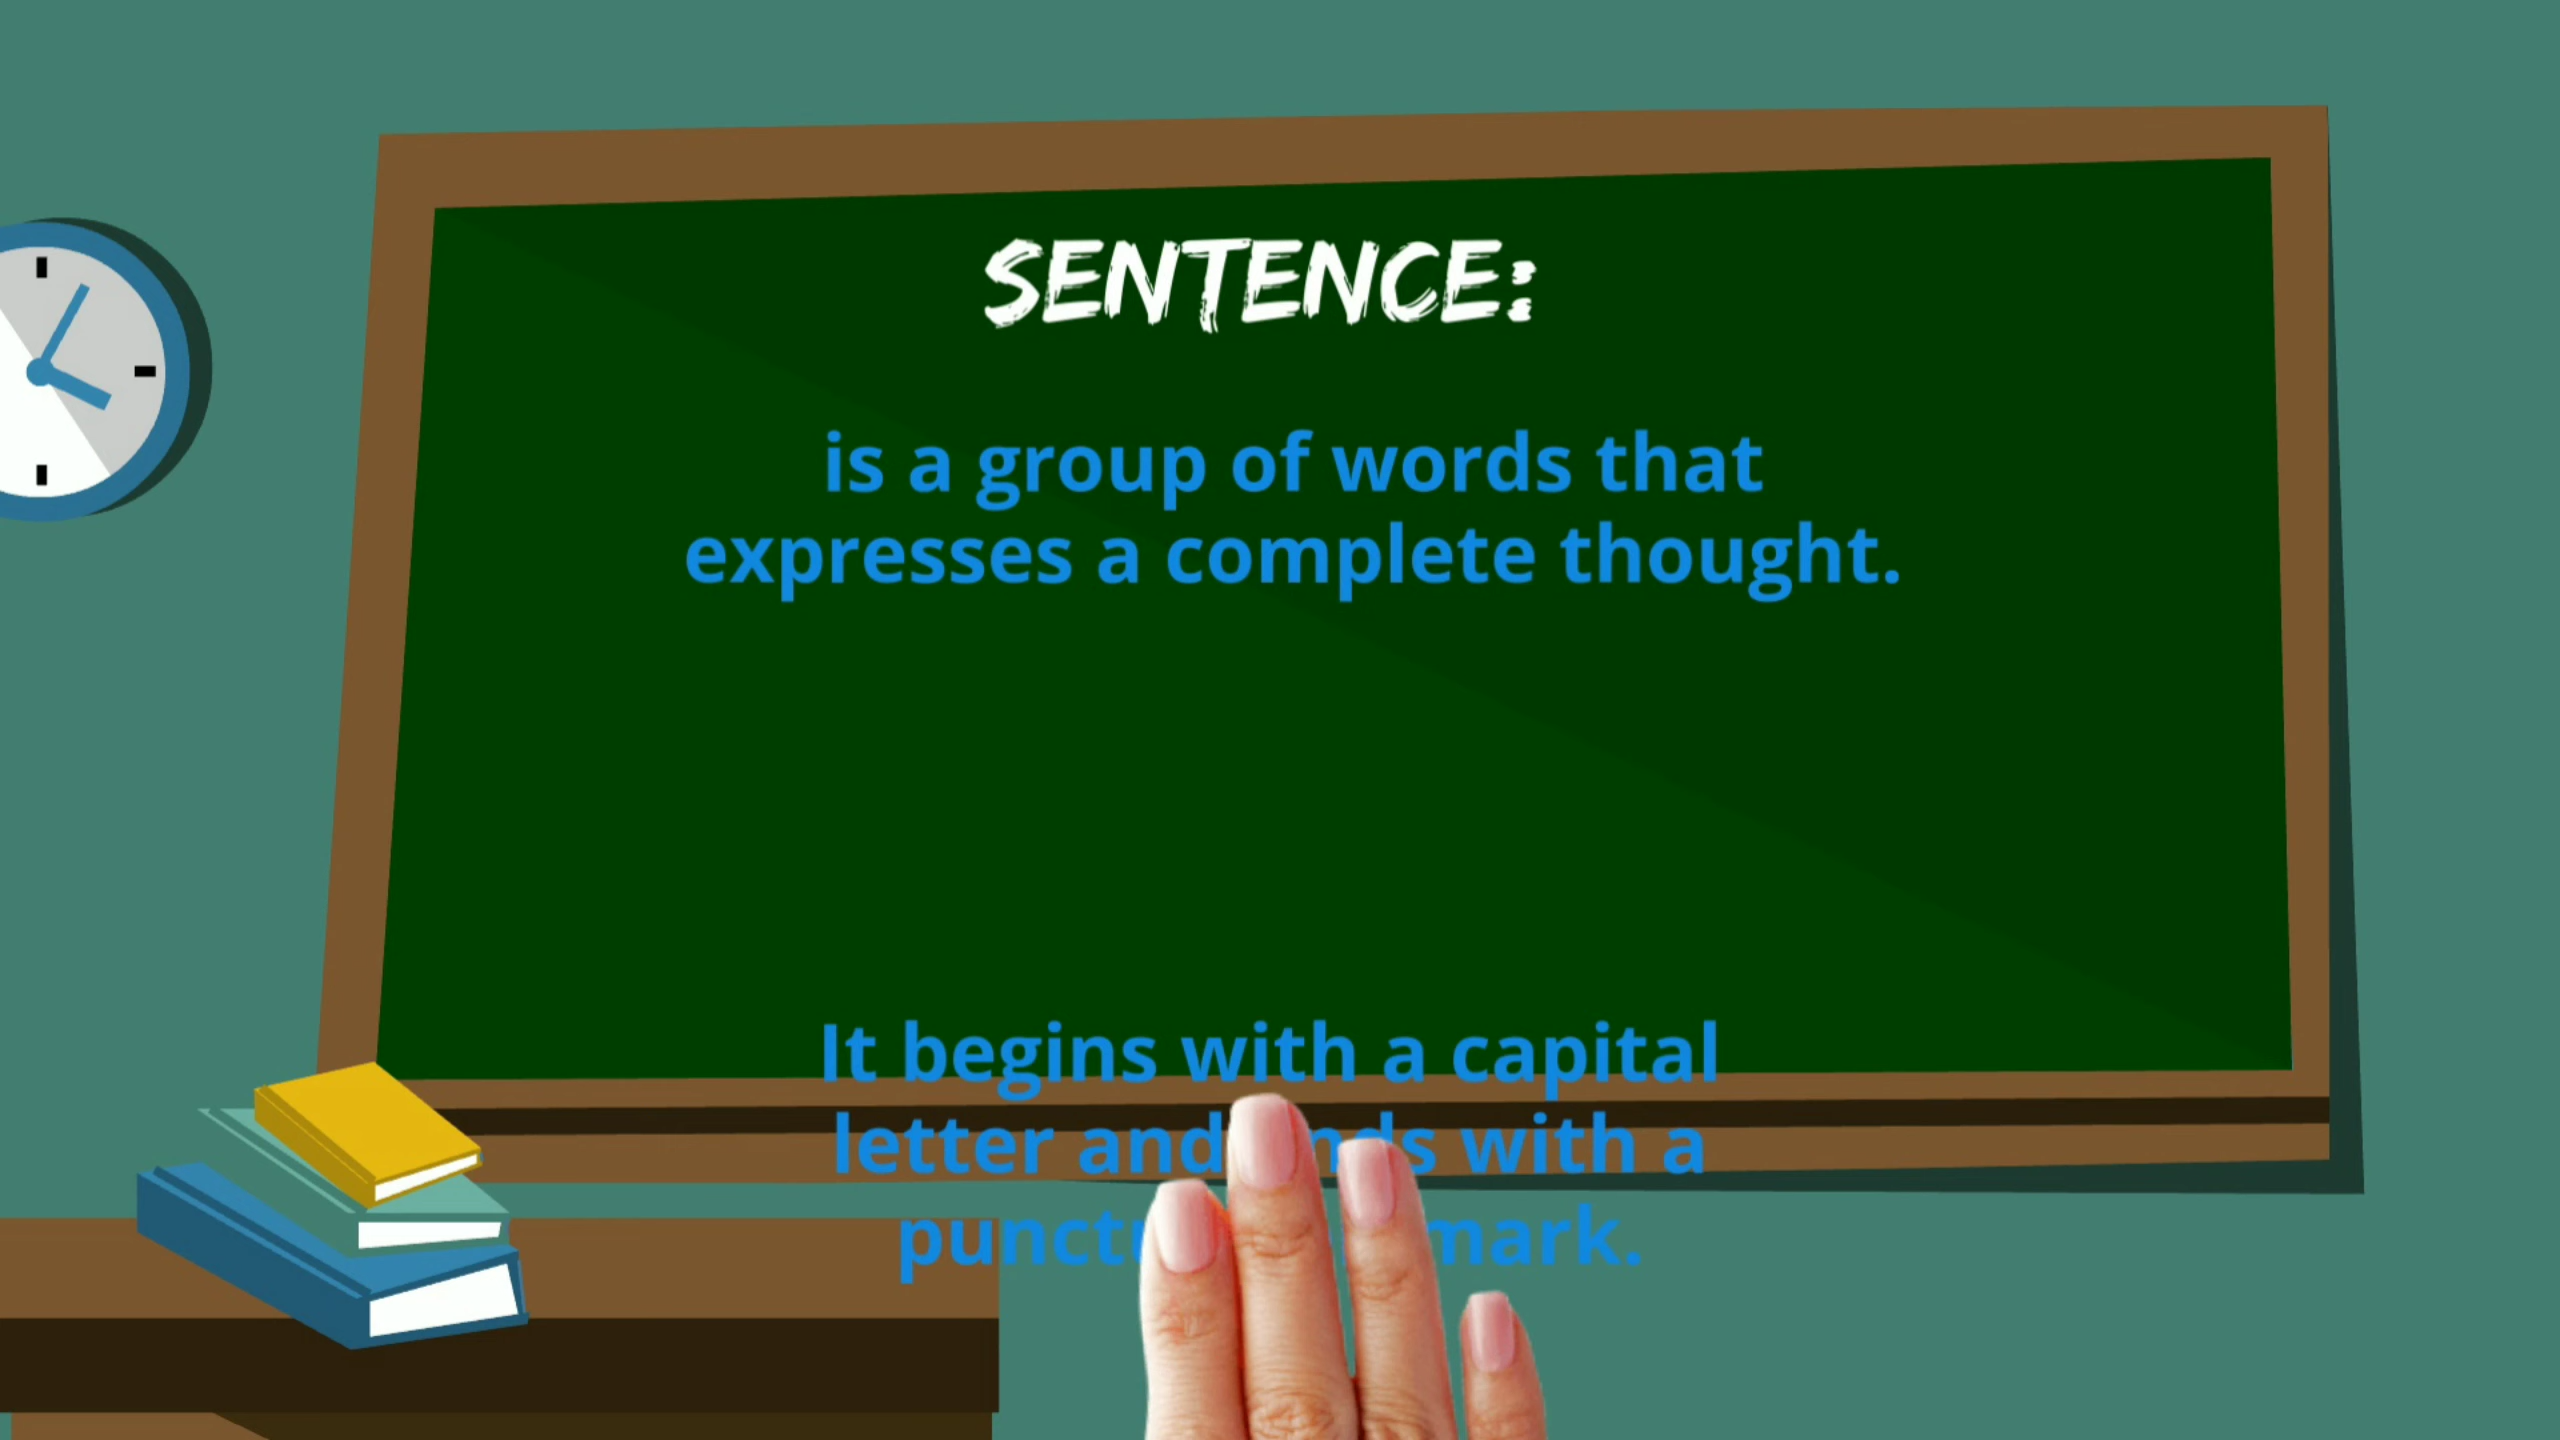 SENTENCE:
is a group of words that
expresses a complete thought.
It begins with a capital
letter and with a
mark.